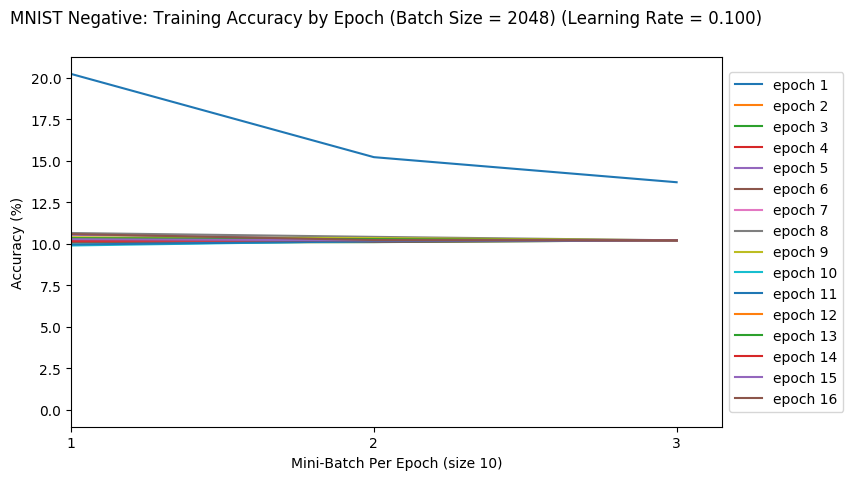 MNIST Negative: Training Accuracy by Epoch (Batch Size = 2048) (Learning Rate = 0.100)
20.0
17.5
15.0
12.5
10.0
7.5
5.0
2.5
0.0
Accuracy (%)
1
2
3
Mini-Batch Per Epoch (size 10)
epoch 1
epoch 2
epoch 3
epoch 4
epoch 5
epoch 6
epoch 7
epoch 8
epoch 9
epoch 10
epoch 11
epoch 12
epoch 13
epoch 14
epoch 15
epoch 16